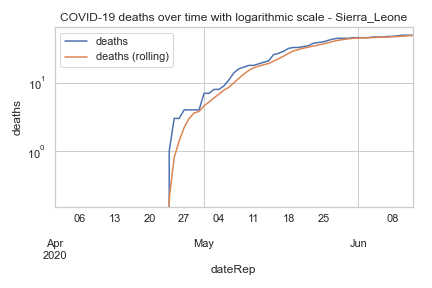 COVID-19 deaths over time with logarithmic scale - Sierra_Leone
deaths
deaths (rolling)
10¹
10⁰
deaths
06 13 20 27 04 11 18 25 08
Apr May Jun
2020
dateRep